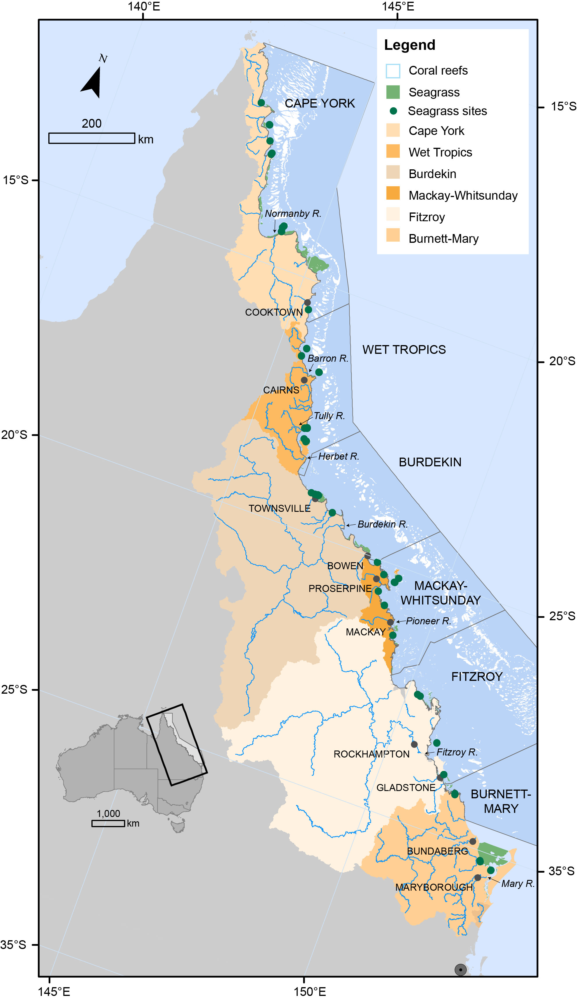 140°E
145°E
Legend
Coral reefs
Seagrass
Seagrass sites
Cape York
Wet Tropics
Burdekin
Mackay-Whitsunday
Fitzroy
Burnett-Mary
N
200
km
CAPE YORK
15°S
15°S
Normanby R.
COOKTOWN
WET TROPICS
Barron R.
20°S
CAIRNS
Tully R.
20°S
Herbet R.
BURDEKIN
TOWNSVILLE
Burdekin R.
BOWEN
PROSERPINE
MACKAY-
WHITSUNDAY
25°S
Pioneer R.
MACKAY
FITZROY
25°S
ROCKHAMPTON
Fitzroy R.
GLADSTONE
BURNETT-
MARY
1,000
km
BUNDABERG
35°S
Mary R.
MARYBOROUGH
35°S
145°E
150°E